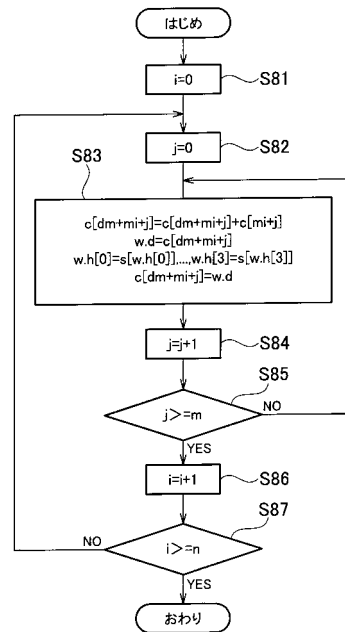 はじめ
i=0
S81
j=0
S82
S83
c[dm+mi+j]=c[dm+mi+j]+c[mi+j]
w.d=c[dm+mi+j]
w.h[0]=s[w.h[0]],...,w.h[3]=s[w.h[3]]
c[dm+mi+j]=w.d
j=j+1
S84
S85
j>=m
NO
YES
i=i+1
S86
S87
NO
i>=n
YES
おわり